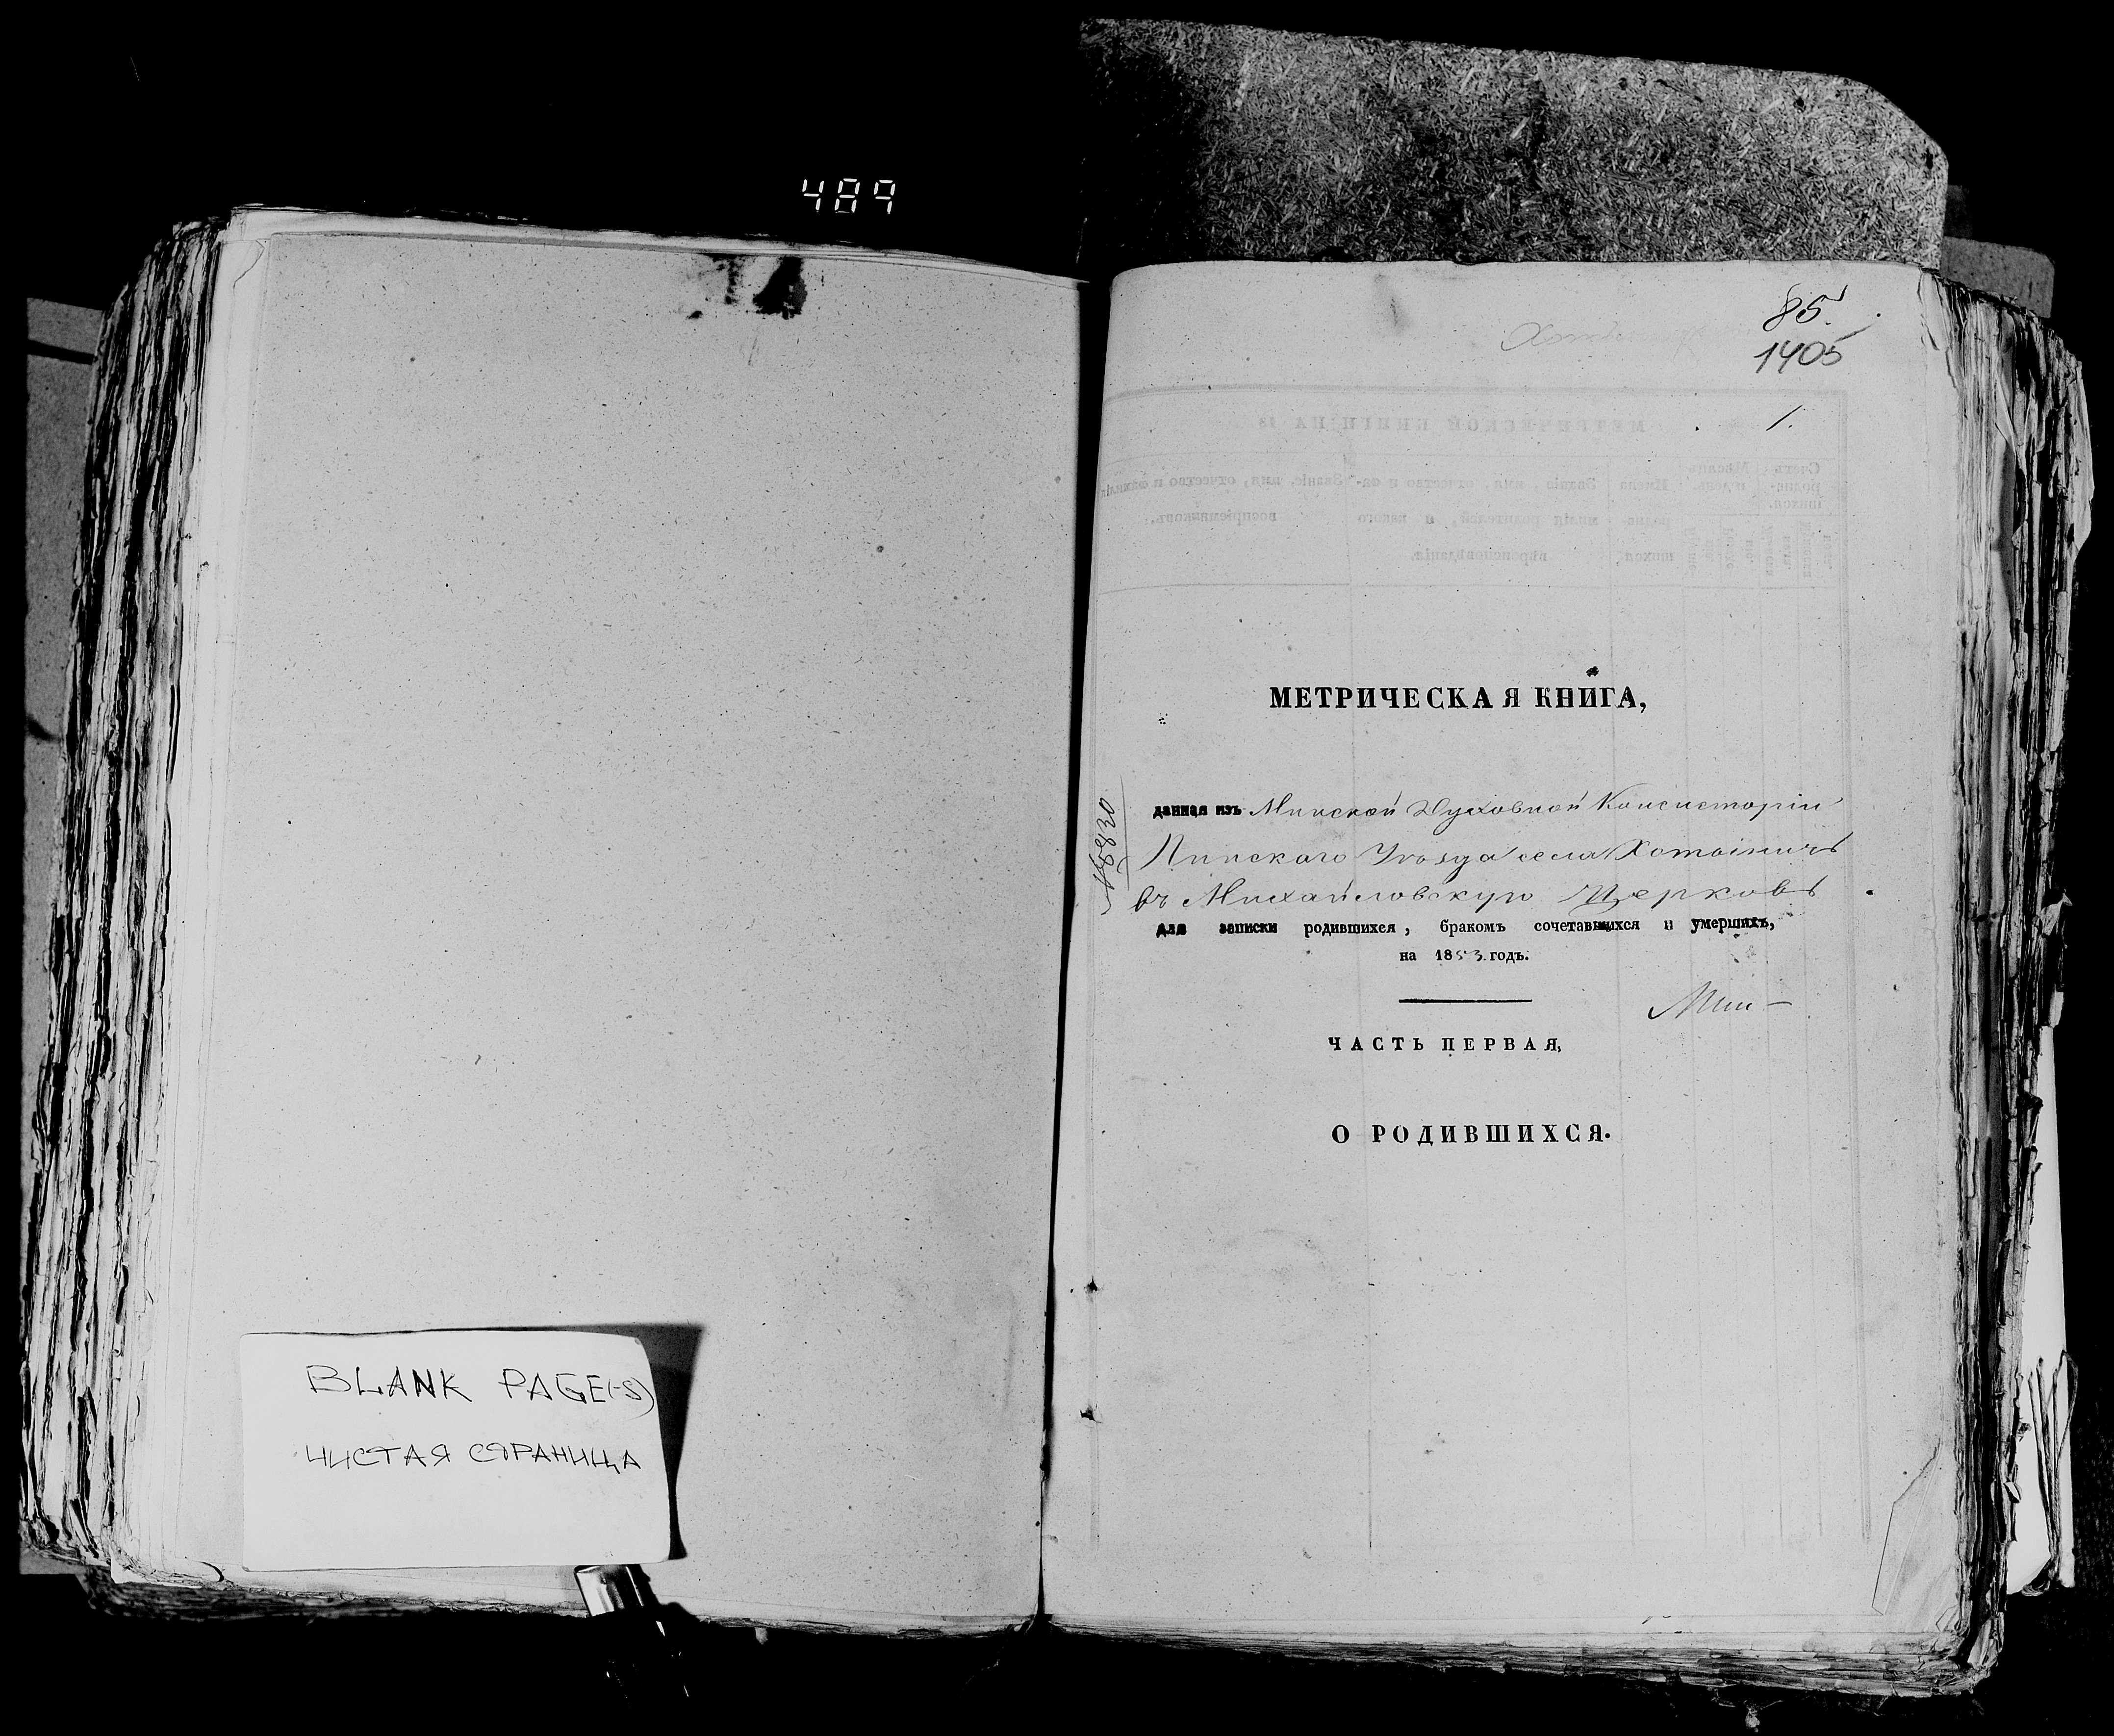 489
BLANK PAGE(-S)
ЧИСТАЯ СТРАНИЦА
85.
1405
1.
МЕТРИЧЕСКАЯ КНИГА,
данная изъ Минской Духовной Консисторіи
Пинскаго Уѣзда села Хотыничь
въ Михайловскую Церковь
для записки родившихся, бракомъ сочетавшихся и умершихъ,
на 1853. годъ.
ЧАСТЬ ПЕРВАЯ,
О РОДИВШИХСЯ.